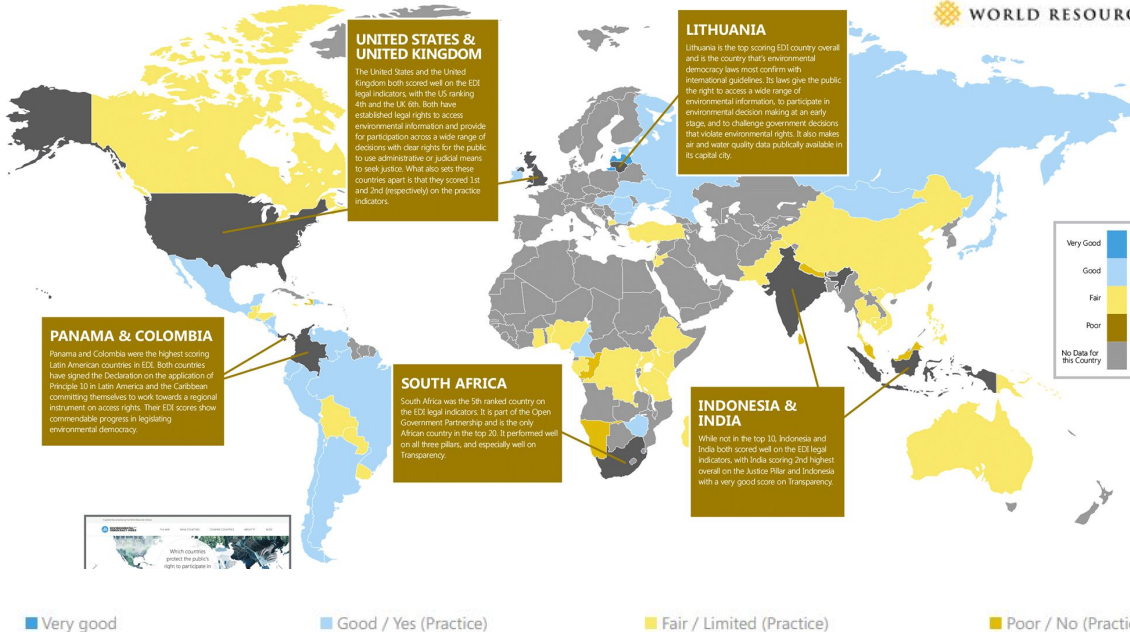 WORLD RESOURC
UNITED STATES &
UNITED KINGDOM
The United States and the United
Kingdom both scored well on the EDI
legal indicators, with the US ranking
4th and the UK 6th. Both have
established legal rights to access
environmental information and provide
for participation across a wide range of
decisions with clear rights for the public
to use administrative or judicial means
to seek justice. What also sets these
countries apart is that they scored 1st
and 2nd (respectively) on the practice
indicators.
LITHUANIA
Lithuania is the top scoring EDI country overall
and is the country that's environmental
democracy laws most confirm with
international guidelines. Its laws give the public
the right to access a wide range of
environmental information, to participate in
environmental decision making at an early
stage, and to challenge government decisions
that violate environmental rights. It also makes
air and water quality data publically available in
its capital city.
Very Good
Good
Fair
Poor
No Data for
this Country
PANAMA & COLOMBIA
Panama and Colombia were the highest scoring
Latin American countries in EDI. Both countries
have signed the Declaration on the application of
Principle 10 in Latin America and the Caribbean
committing themselves to work towards a regional
instrument on access rights. Their EDI scores show
commendable progress in legislating
environmental democracy.
SOUTH AFRICA
South Africa was the 5th ranked country on
the EDI legal indicators. It is part of the Open
Government Partnership and is the only
African country in the top 20. It performed well
on all three pillars, and especially well on
Transparency.
INDONESIA &
INDIA
While not in the top 10, Indonesia and
India both scored well on the EDI legal
indicators, with India scoring 2nd highest
overall on the Justice Pillar and Indonesia
with a very good score on Transparency.
Which countries
protect the public's
right to participate in
Very good
Good / Yes (Practice)
Fair / Limited (Practice)
Poor / No (Practi